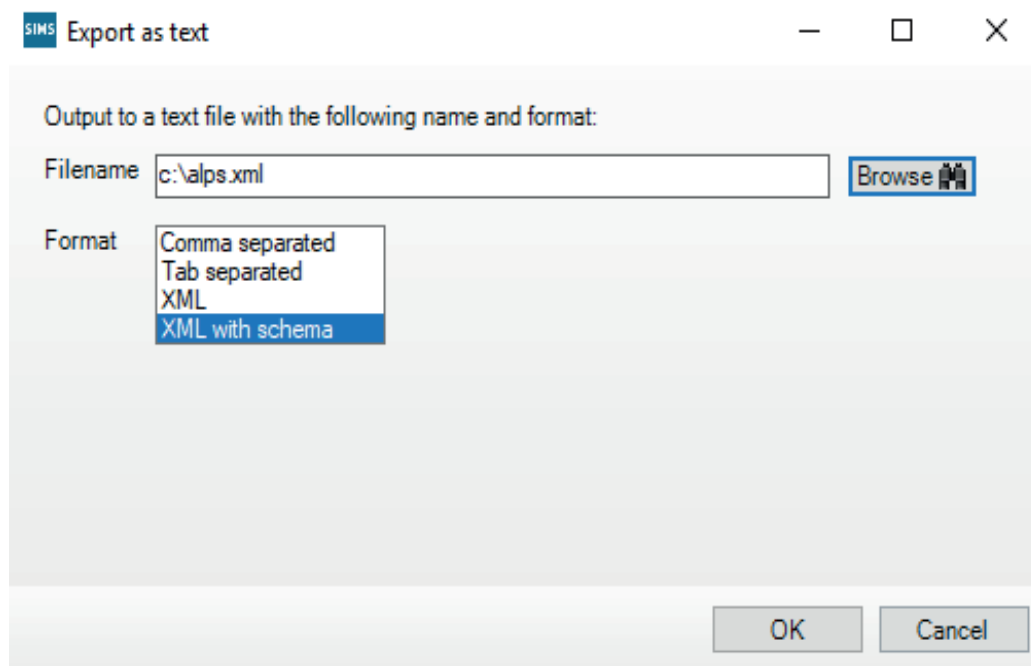 SIMS Export as text
Output to a text file with the following name and format:
Filename c:\alps.xml Browse
Format Comma separated
Tab separated
XML
XML with schema
OK Cancel